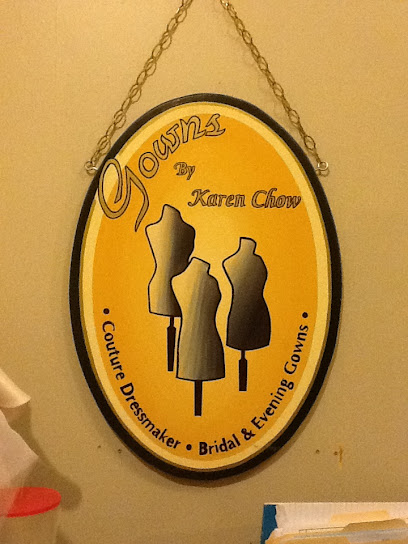 Gowns
By
Karen Chow
• Couture Dressmaker • Bridal & Evening Gowns •